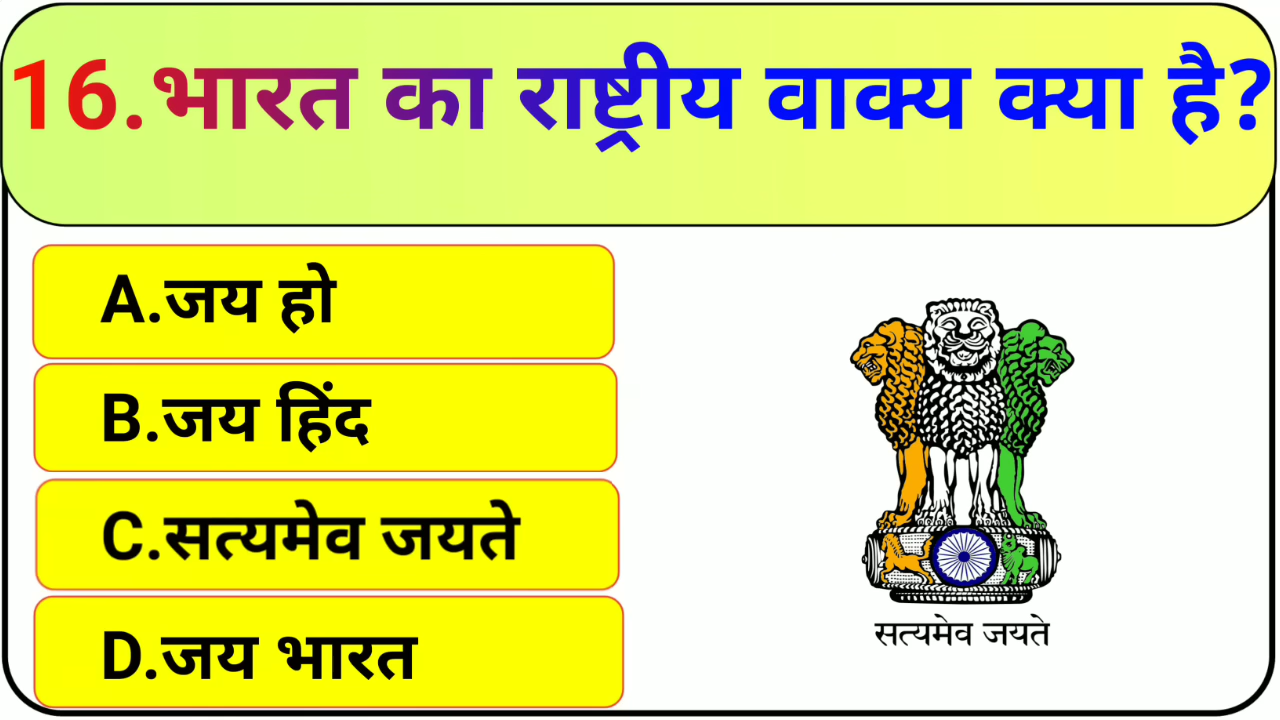 16.भारत का राष्ट्रीय वाक्य क्या है?
A.जय हो
B.जय हिंद
C.सत्यमेव जयते
D.जय भारत
सत्यमेव जयते